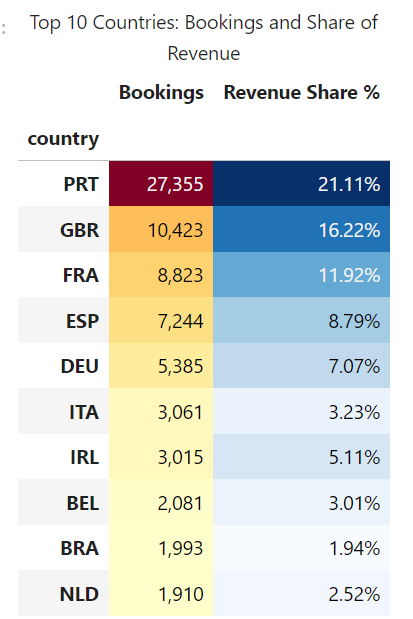 Top 10 Countries: Bookings and Share of
Revenue
Bookings Revenue Share %
country
PRT 27,355 21.11%
GBR 10,423 16.22%
FRA 8,823 11.92%
ESP 7,244 8.79%
DEU 5,385 7.07%
ITA 3,061 3.23%
IRL 3,015 5.11%
BEL 2,081 3.01%
BRA 1,993 1.94%
NLD 1,910 2.52%